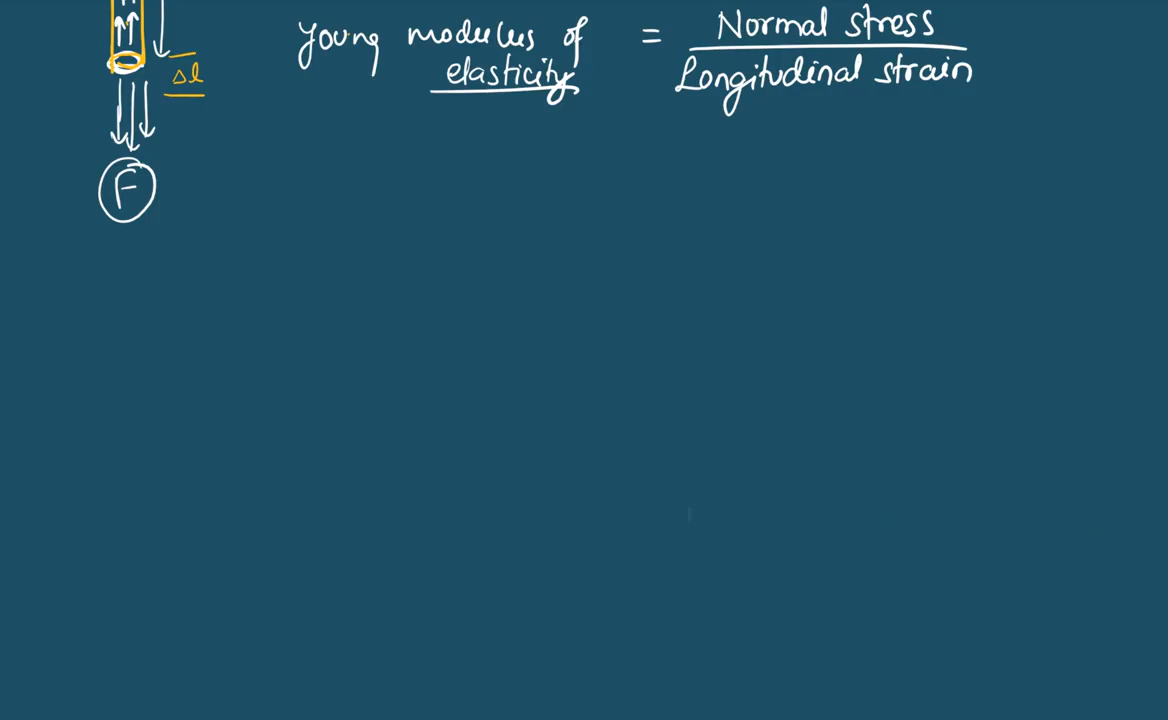 Young modulus of = Normal stress
elasticity Longitudinal strain
Δl
F